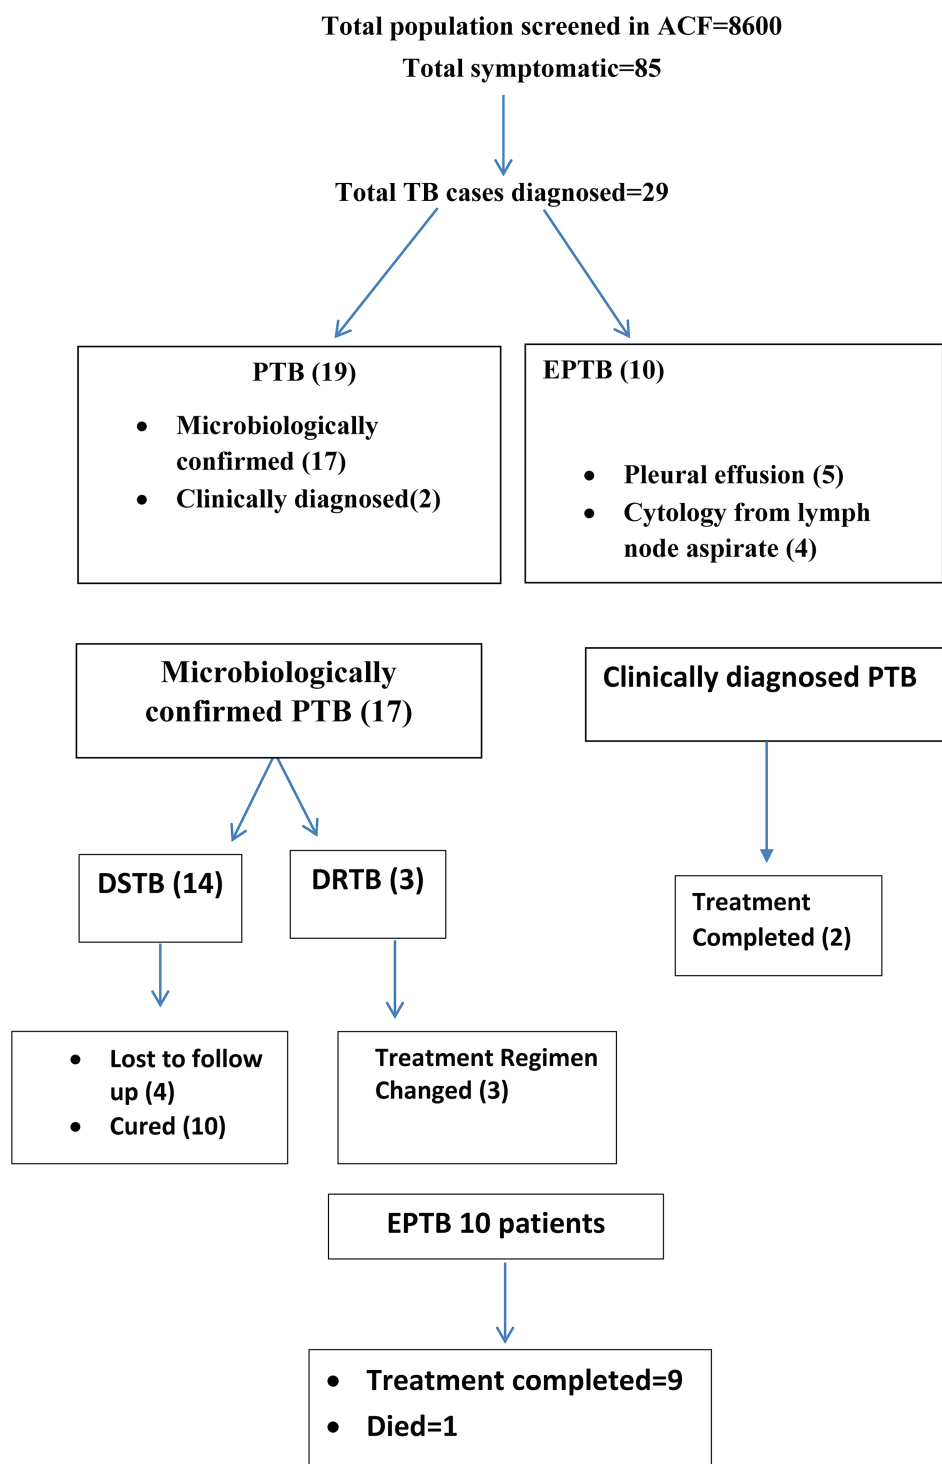 Total population screened in ACF=8600
Total symptomatic=85
Total TB cases diagnosed=29
PTB (19)
• Microbiologically
confirmed (17)
• Clinically diagnosed(2)
EPTB (10)
• Pleural effusion (5)
• Cytology from lymph
node aspirate (4)
Microbiologically
confirmed PTB (17)
Clinically diagnosed PTB
DSTB (14)
DRTB (3)
Treatment
Completed (2)
• Lost to follow
up (4)
• Cured (10)
Treatment Regimen
Changed (3)
EPTB 10 patients
• Treatment completed=9
• Died=1